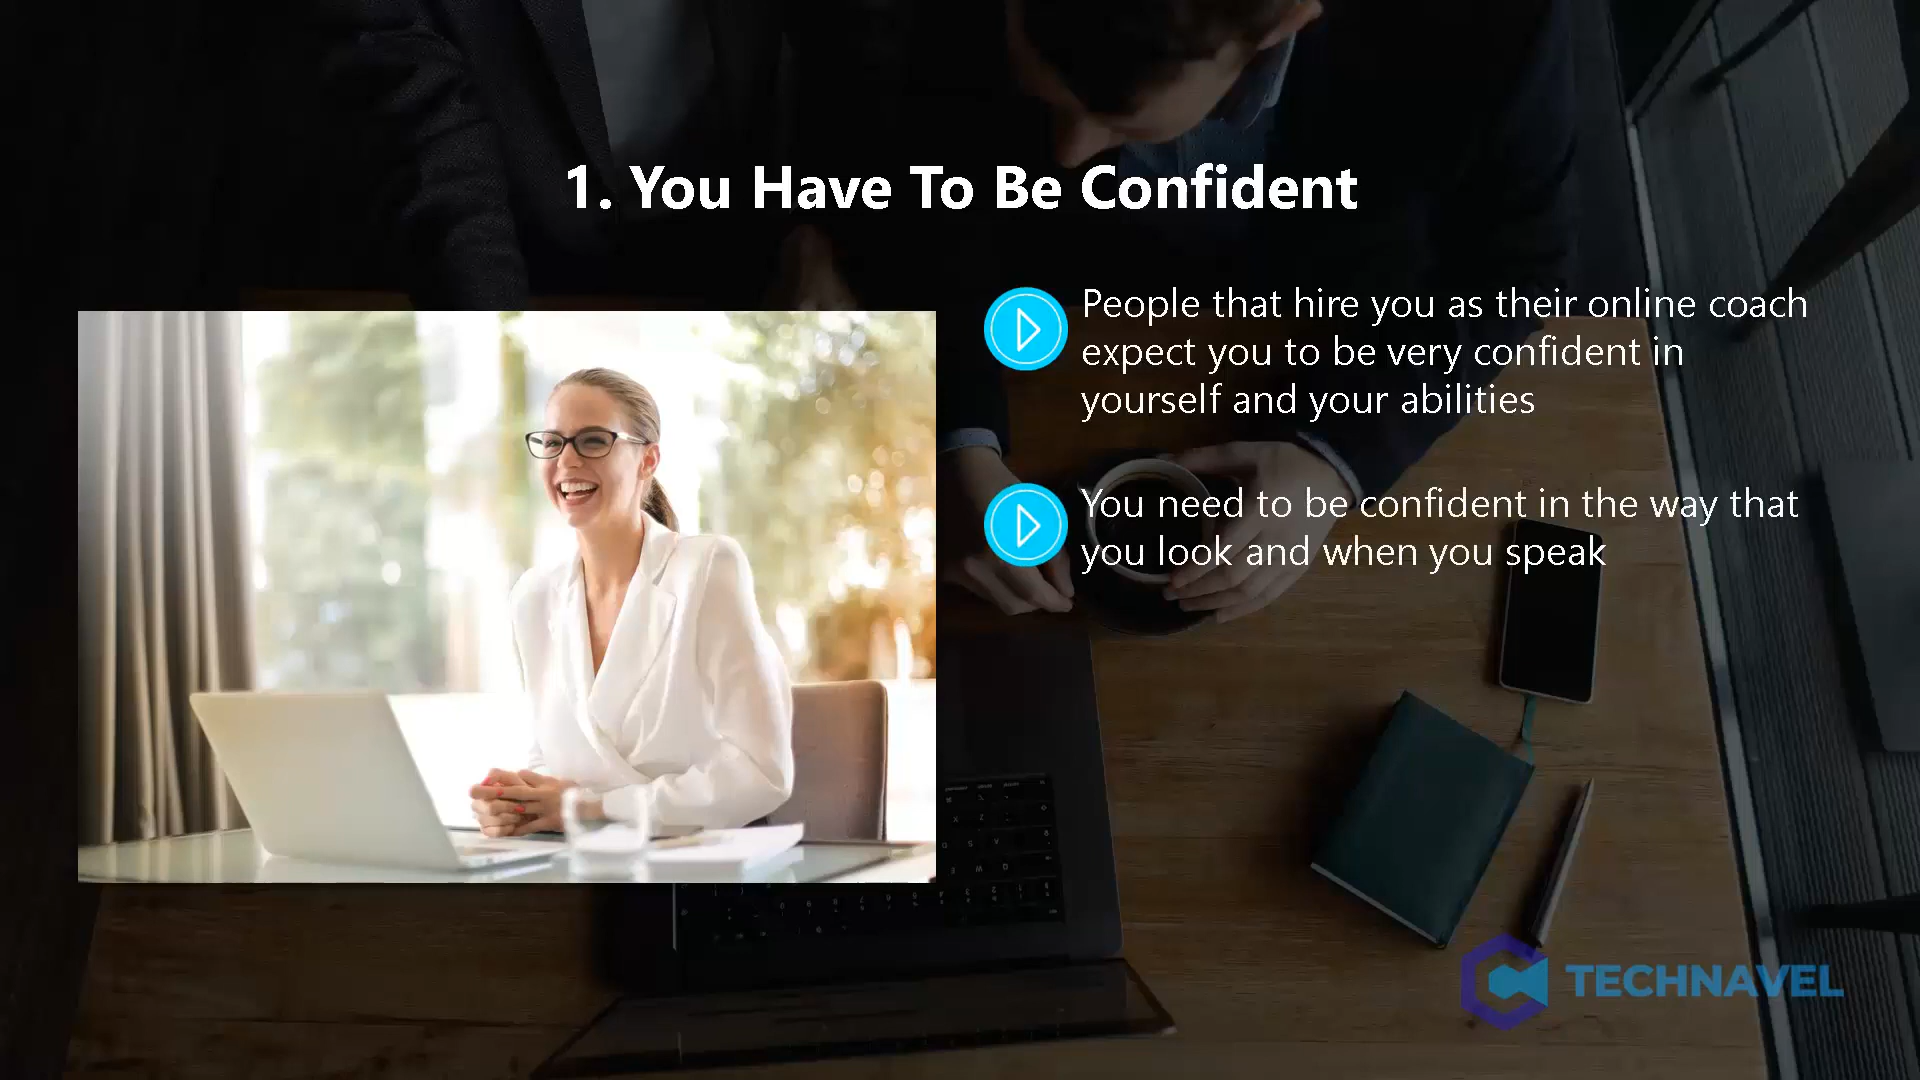 1. You Have To Be Confident
People that hire you as their online coach
expect you to be very confident in
yourself and your abilities
You need to be confident in the way that
you look and when you speak
TECHNAVEL